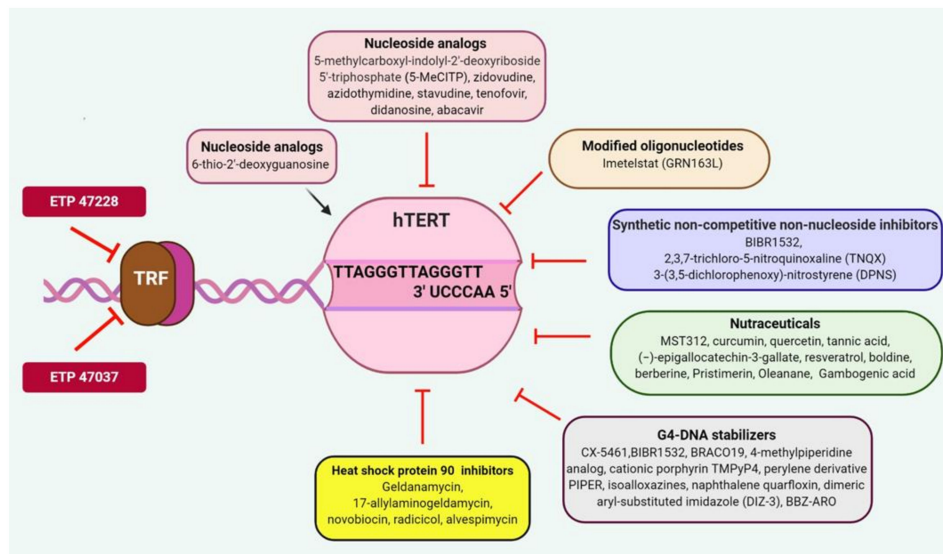 Nucleoside analogs
5-methylcarboxyl-indolyl-2'-deoxyriboside
5'-triphosphate (5-MeCITP), zidovudine,
azidothymidine, stavudine, tenofovir,
didanosine, abacavir
Nucleoside analogs
6-thio-2'-deoxyguanosine
Modified oligonucleotides
Imetelstat (GRN163L)
ETP 47228
hTERT
Synthetic non-competitive non-nucleoside inhibitors
BIBR1532,
2,3,7-trichloro-5-nitroquinoxaline (TNQX)
3-(3,5-dichlorophenoxy)-nitrostyrene (DPNS)
TRF
TTAGGGTTAGGGTT
3' UCCCAA 5'
Nutraceuticals
MST312, curcumin, quercetin, tannic acid,
(−)-epigallocatechin-3-gallate, resveratrol, boldine,
berberine, Pristimerin, Oleanane, Gambogenic acid
ETP 47037
G4-DNA stabilizers
CX-5461,BIBR1532, BRACO19, 4-methylpiperidine
analog, cationic porphyrin TMPyP4, perylene derivative
PIPER, isoalloxazines, naphthalene quarfloxin, dimeric
aryl-substituted imidazole (DIZ-3), BBZ-ARO
Heat shock protein 90 inhibitors
Geldanamycin,
17-allylaminogeldamycin,
novobiocin, radicicol, alvespimycin